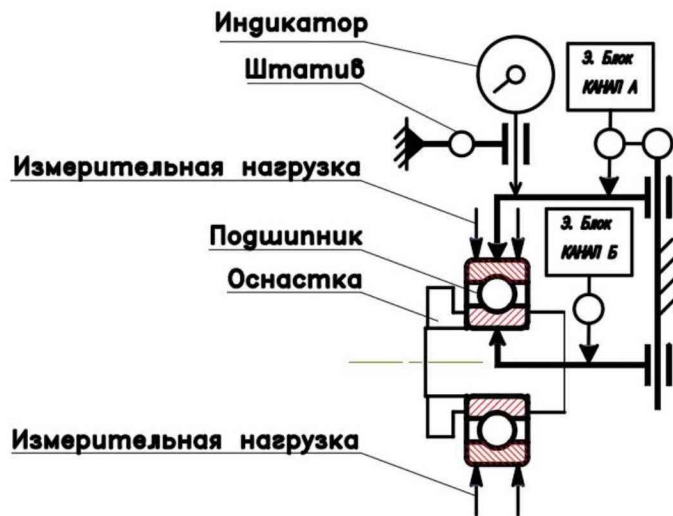 Индикатор
Штатив
Э. Блок
КАНАЛ А
Измерительная нагрузка
Э. Блок
КАНАЛ Б
Подшипник
Оснастка
Измерительная нагрузка